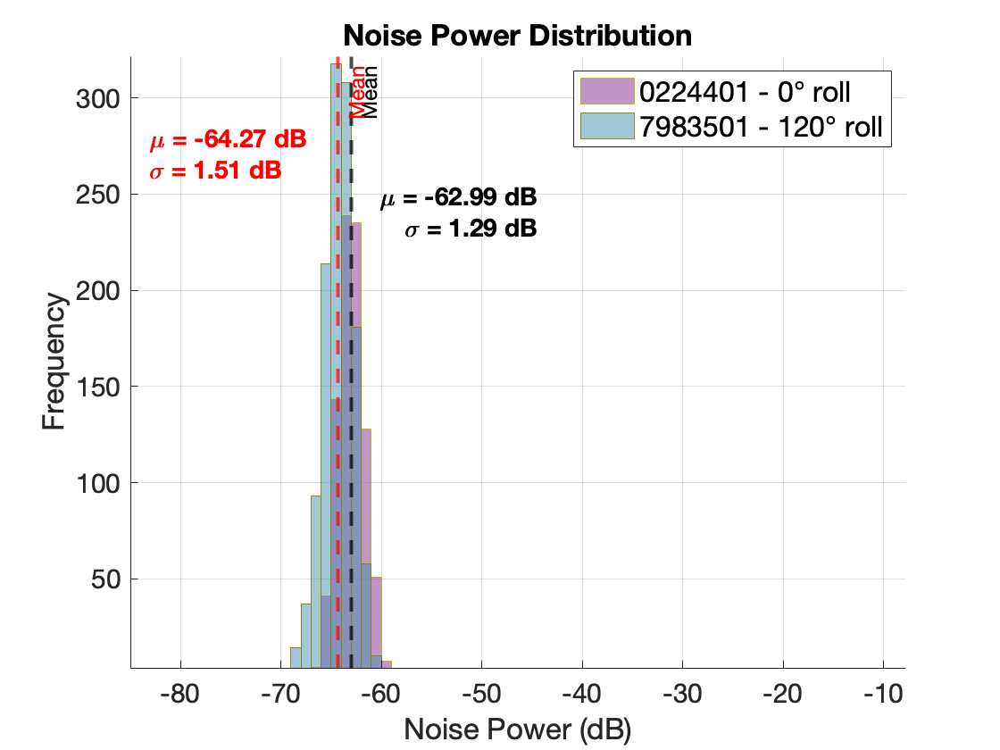 Noise Power Distribution
0224401 - 0° roll
7983501 - 120° roll
Mean
Mean
μ = -64.27 dB
σ = 1.51 dB
μ = -62.99 dB
σ = 1.29 dB
Frequency
300
250
200
150
100
50
-80
-70
-60
-50
-40
-30
-20
-10
Noise Power (dB)